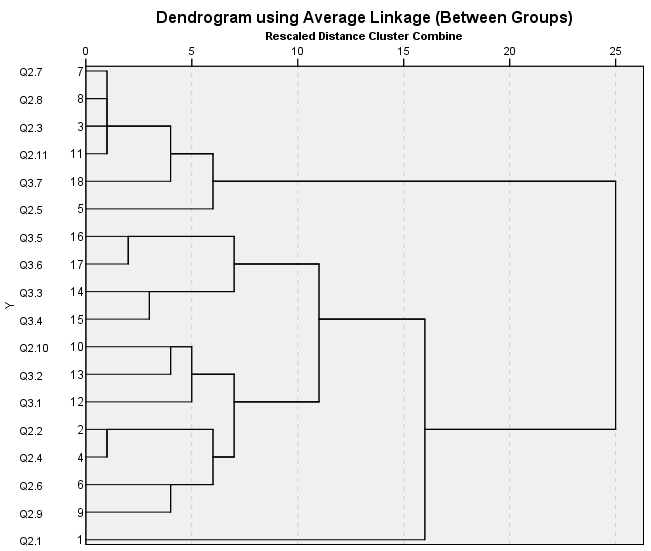 Dendrogram using Average Linkage (Between Groups)
Rescaled Distance Cluster Combine
0 5 10 15 20 25
Q2.7 7
Q2.8 8
Q2.3 3
Q2.11 11
Q3.7 18
Q2.5 5
Q3.5 16
Q3.6 17
Q3.3 14
Y
Q3.4 15
Q2.10 10
Q3.2 13
Q3.1 12
Q2.2 2
Q2.4 4
Q2.6 6
Q2.9 9
Q2.1 1